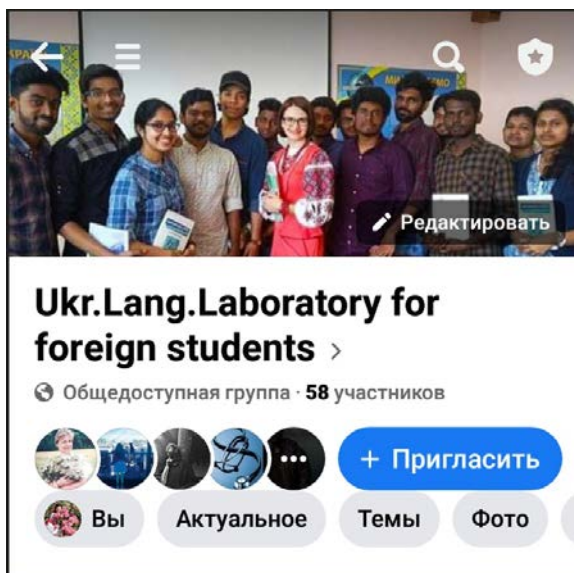 Редактировать
Ukr.Lang.Laboratory for
foreign students >
Общедоступная группа · 58 участников
+ Пригласить
Вы Актуальное Темы Фото